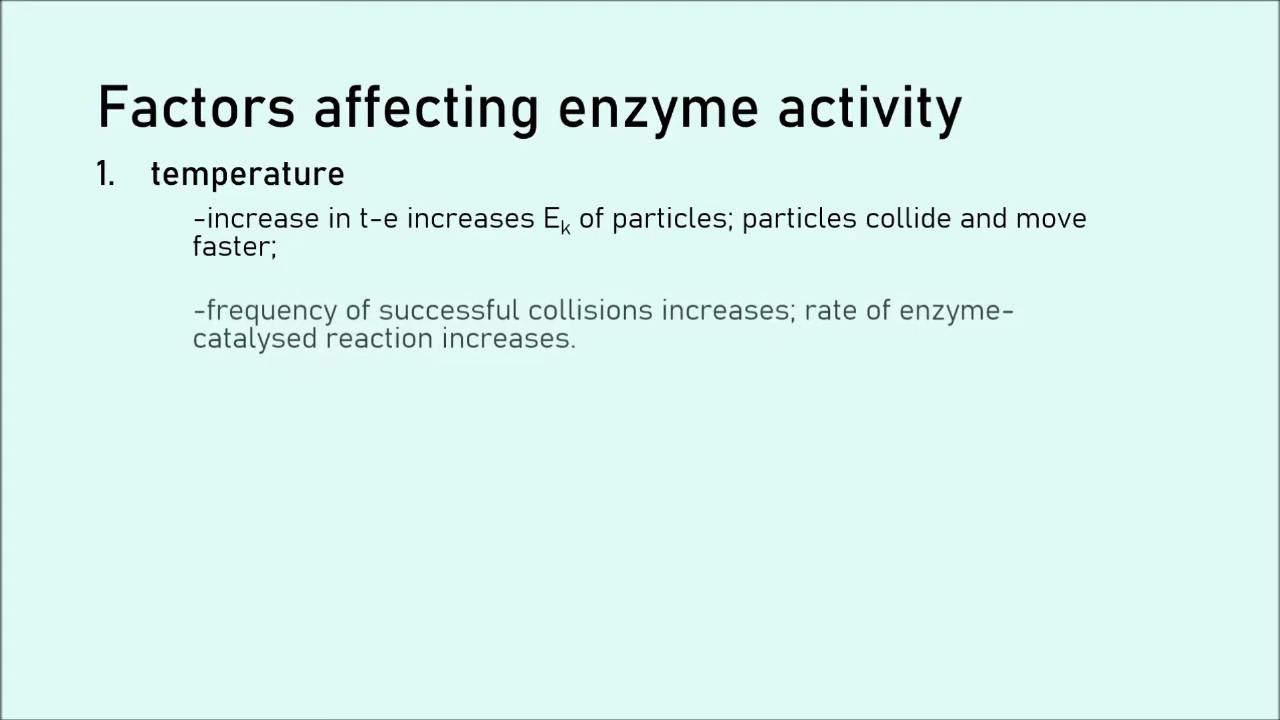 Factors affecting enzyme activity
1. temperature
-increase in t-e increases Ek of particles; particles collide and move
faster;
-frequency of successful collisions increases; rate of enzyme-
catalysed reaction increases.